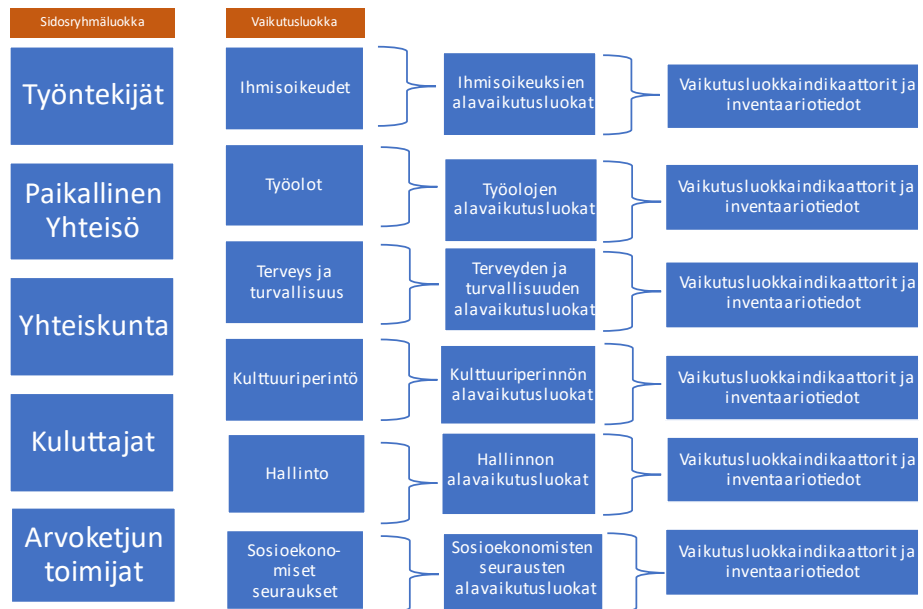 Sidosryhmäluokka
Vaikutusluokka
Työntekijät
Ihmisoikeudet
Ihmisoikeuksien
alavaikutusluokat
Vaikutusluokkaindikaattorit ja
inventaariotiedot
Paikallinen
Yhteisö
Työolot
Työolojen
alavaikutusluokat
Vaikutusluokkaindikaattorit ja
inventaariotiedot
Yhteiskunta
Terveys ja
turvallisuus
Terveyden ja
turvallisuuden
alavaikutusluokat
Vaikutusluokkaindikaattorit ja
inventaariotiedot
Kulttuuriperintö
Kulttuuriperinnön
alavaikutusluokat
Vaikutusluokkaindikaattorit ja
inventaariotiedot
Kuluttajat
Hallinto
Hallinnon
alavaikutusluokat
Vaikutusluokkaindikaattorit ja
inventaariotiedot
Arvoketjun
toimijat
Sosioekono-
miset
seuraukset
Sosioekonomisten
seurausten
alavaikutusluokat
Vaikutusluokkaindikaattorit ja
inventaariotiedot